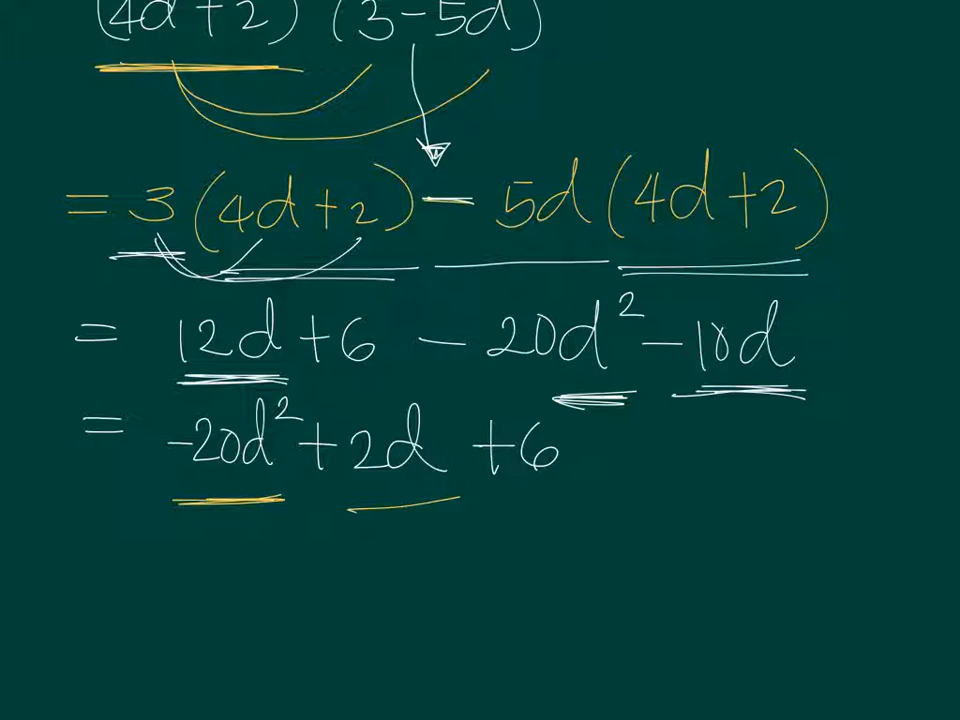 (4d+2) (3-5d)
= 3(4d+2) - 5d(4d+2)
= 12d+6 - 20d² - 10d
= -20d² + 2d + 6